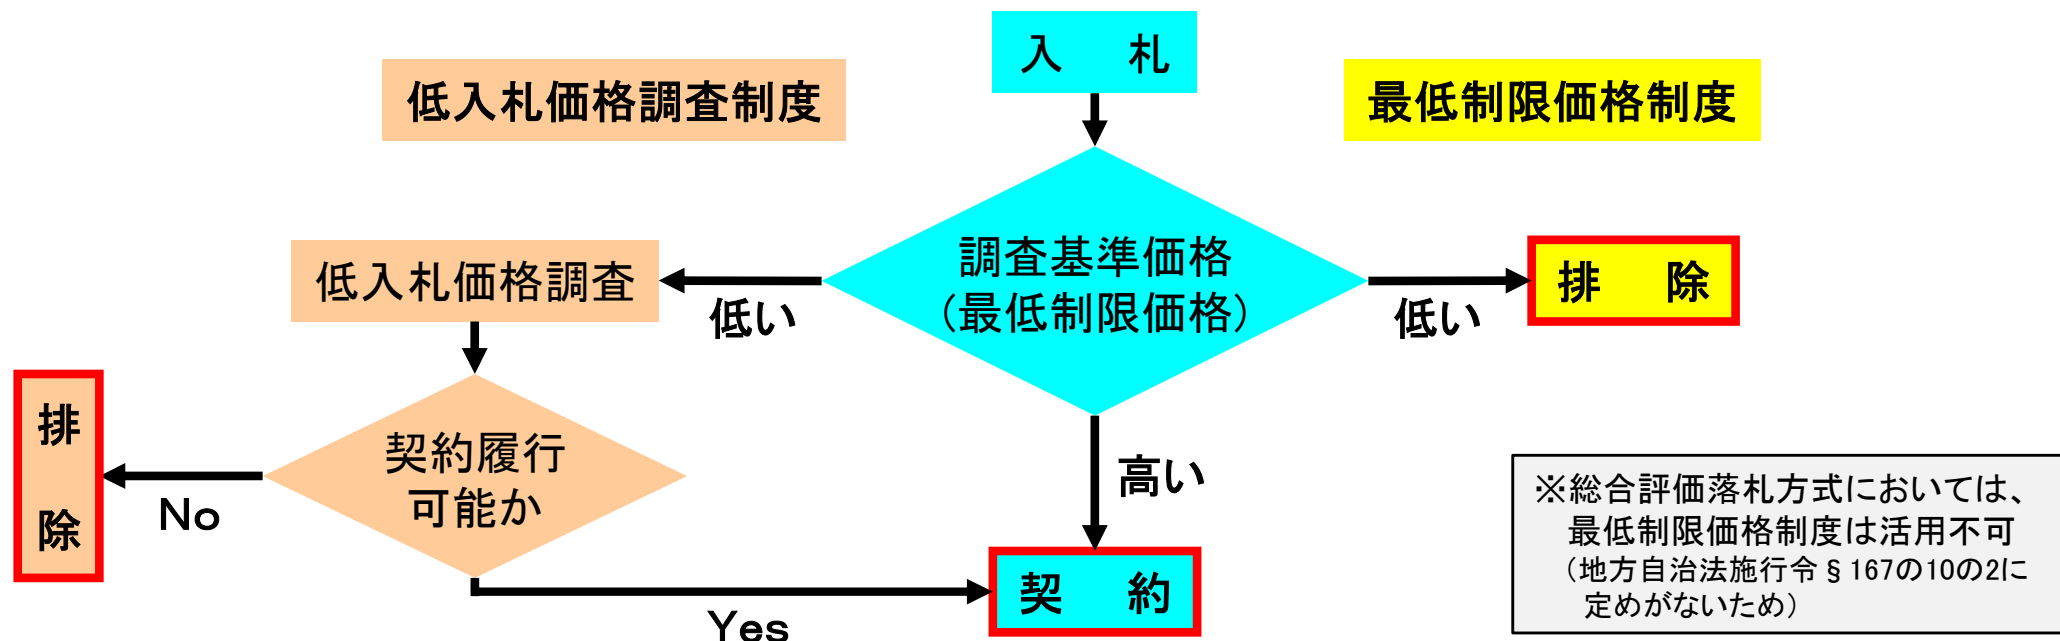 入　札
低入札価格調査制度
最低制限価格制度
調査基準価格
(最低制限価格)
低入札価格調査
低い
低い
排　除
排
除
契約履行
可能か
No
高い
Yes
契　約
※総合評価落札方式においては、
最低制限価格制度は活用不可
（地方自治法施行令§167の10の2に
定めがないため）